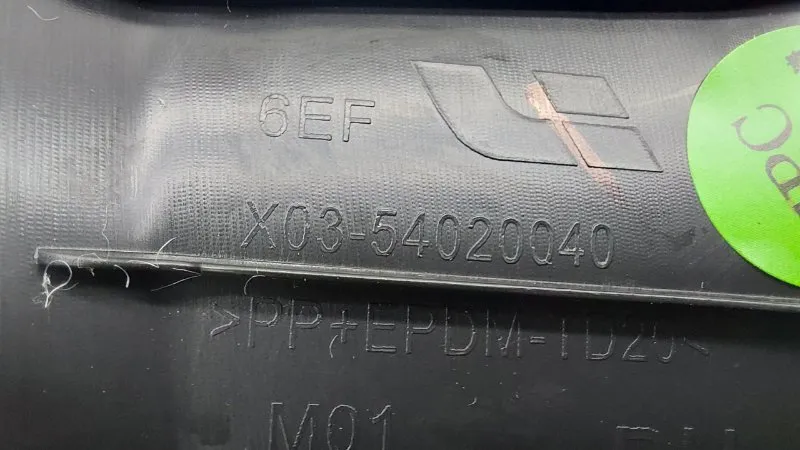 6EF
X03-54020040
>PP+EPDM-TD20<
M01